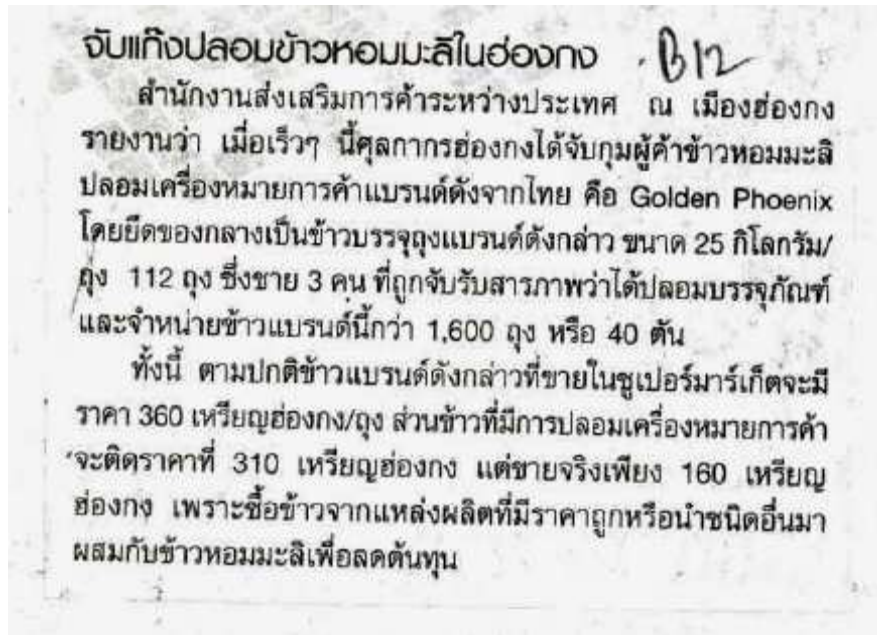 จับแก๊งปลอมข้าวหอมมะลิในฮ่องกง . B12
สำนักงานส่งเสริมการค้าระหว่างประเทศ ณ เมืองฮ่องกง
รายงานว่า เมื่อเร็วๆ นี้ศุลกากรฮ่องกงได้จับกุมผู้ค้าข้าวหอมมะลิ
ปลอมเครื่องหมายการค้าแบรนด์ดังจากไทย คือ Golden Phoenix
โดยยึดของกลางเป็นข้าวบรรจุถุงแบรนด์ดังกล่าว ขนาด 25 กิโลกรัม/
ถุง 112 ถุง ซึ่งชาย 3 คน ที่ถูกจับรับสารภาพว่าได้ปลอมบรรจุภัณฑ์
และจำหน่ายข้าวแบรนด์นี้กว่า 1,600 ถุง หรือ 40 ตัน
ทั้งนี้ ตามปกติข้าวแบรนด์ดังกล่าวที่ขายในซูเปอร์มาร์เก็ตจะมี
ราคา 360 เหรียญฮ่องกง/ถุง ส่วนข้าวที่มีการปลอมเครื่องหมายการค้า
จะติดราคาที่ 310 เหรียญฮ่องกง แต่ขายจริงเพียง 160 เหรียญ
ฮ่องกง เพราะซื้อข้าวจากแหล่งผลิตที่มีราคาถูกหรือนำชนิดอื่นมา
ผสมกับข้าวหอมมะลิเพื่อลดต้นทุน